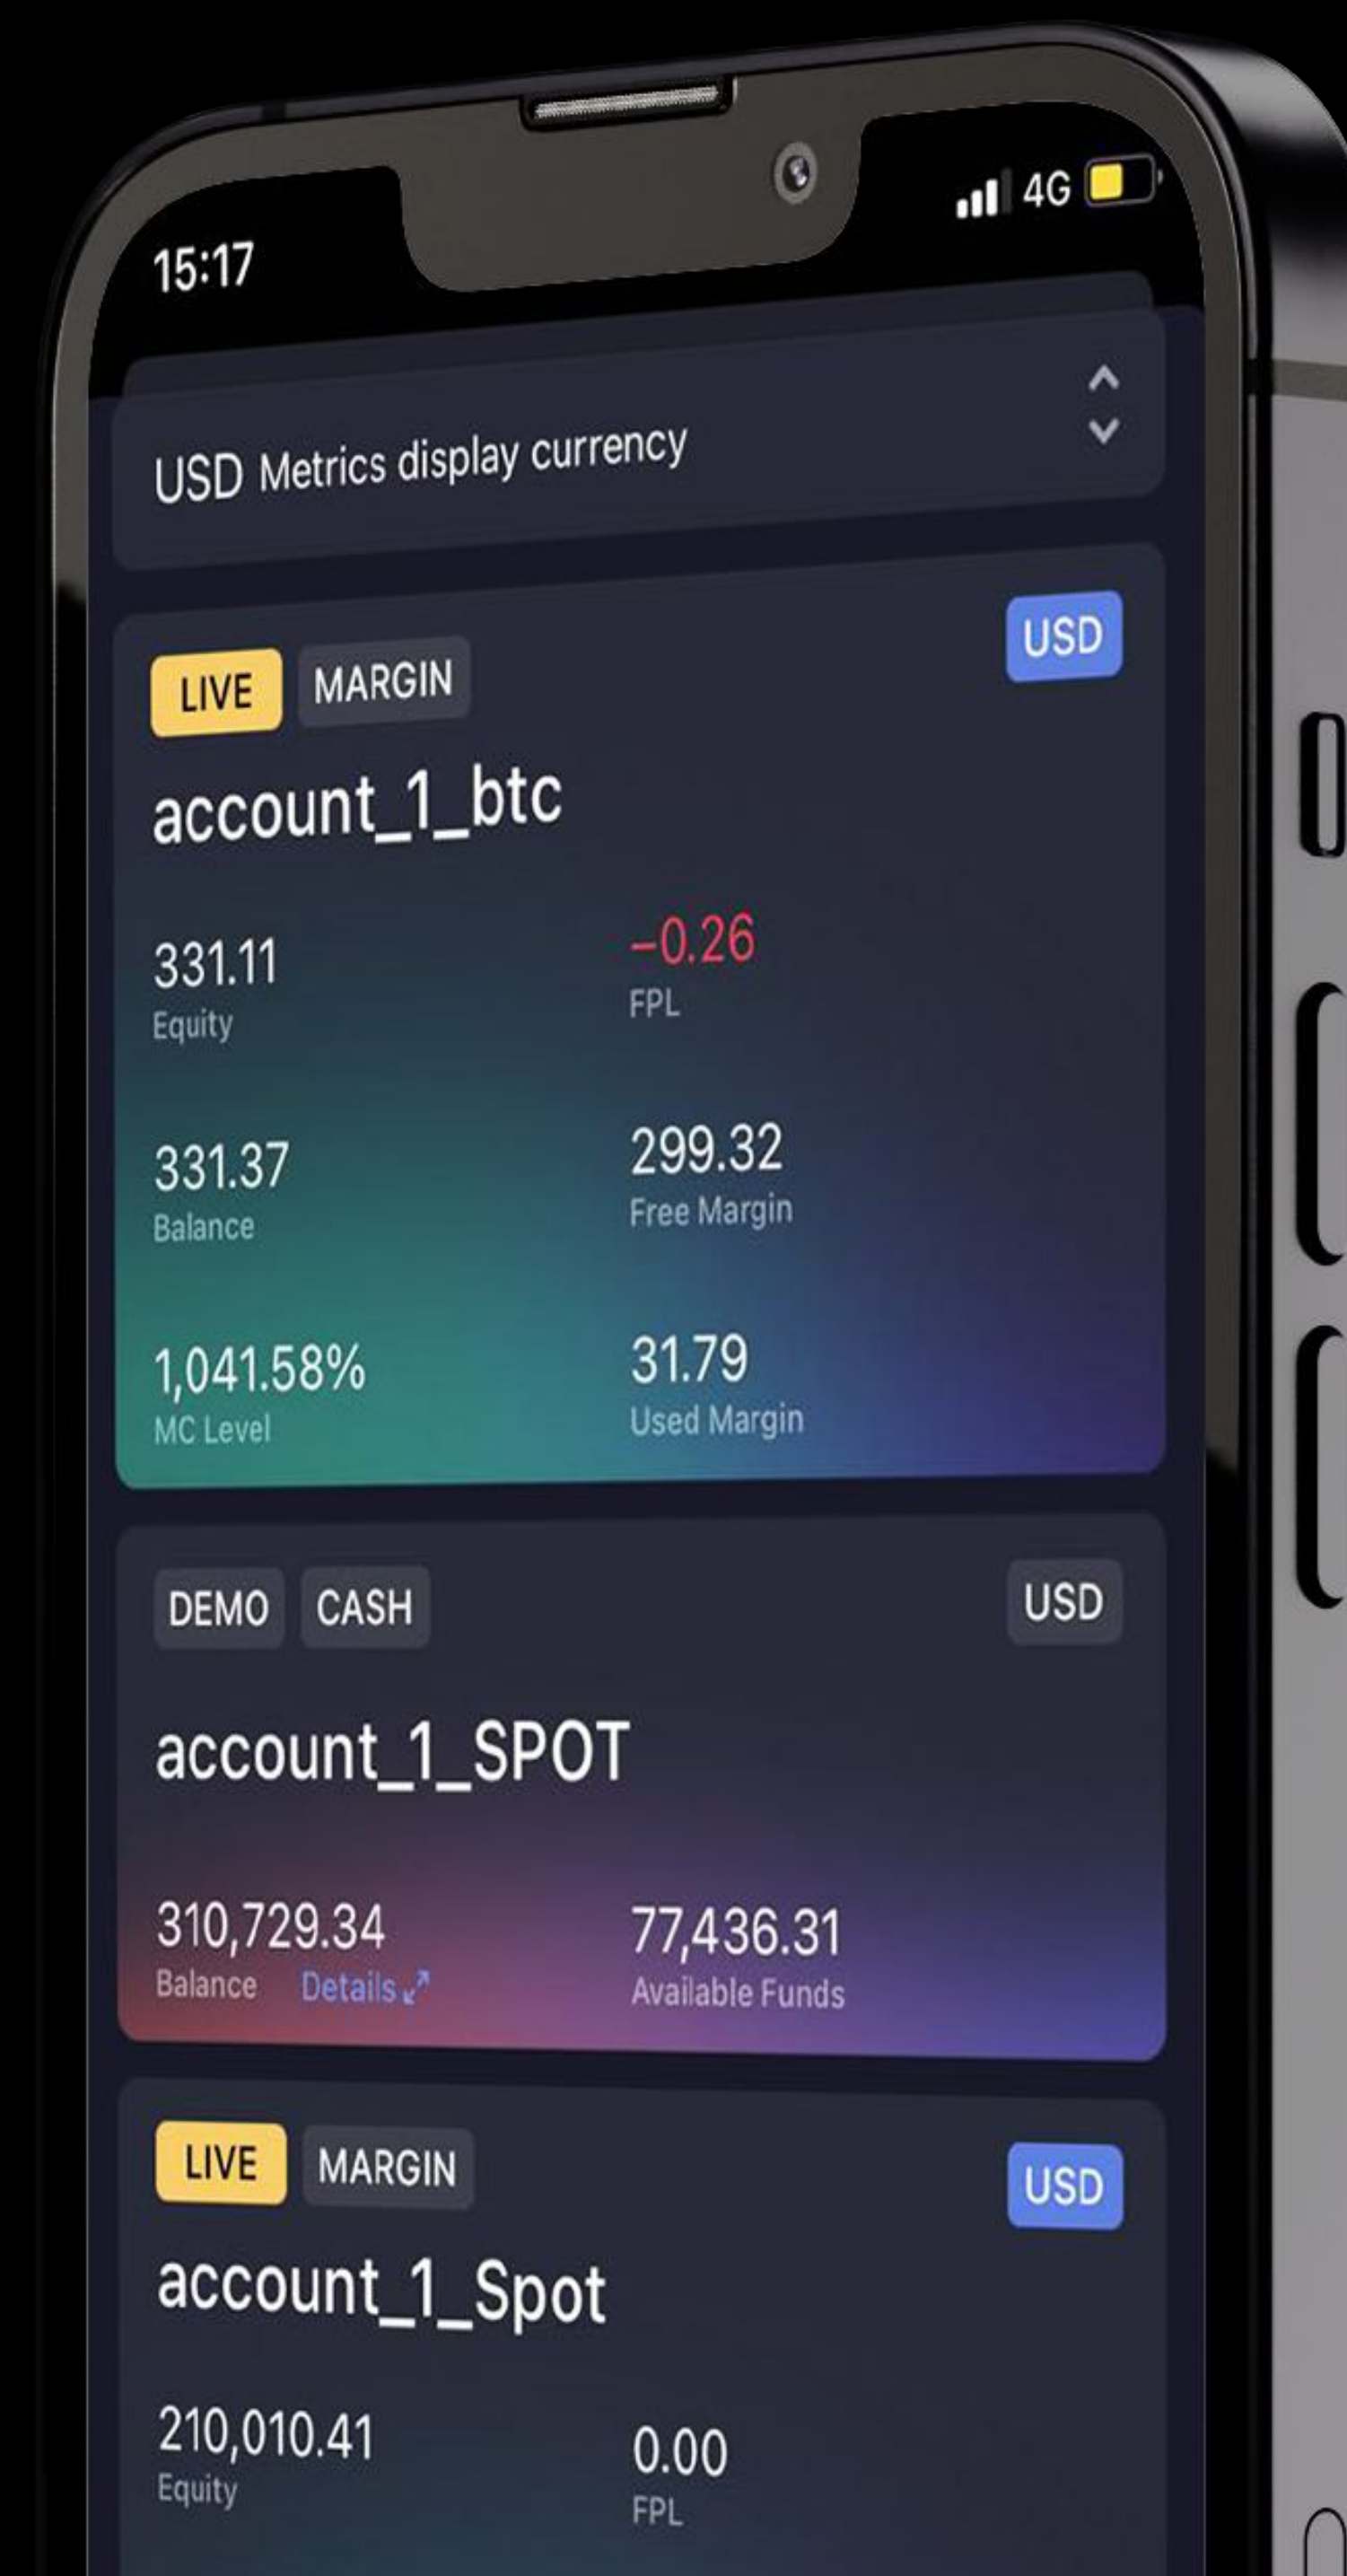 15:17 4G
USD Metrics display currency
LIVE MARGIN USD
account_1_btc
331.11 −0.26
Equity FPL
331.37 299.32
Balance Free Margin
1,041.58% 31.79
MC Level Used Margin
DEMO CASH USD
account_1_SPOT
310,729.34 77,436.31
Balance Details Available Funds
LIVE MARGIN USD
account_1_Spot
210,010.41 0.00
Equity FPL